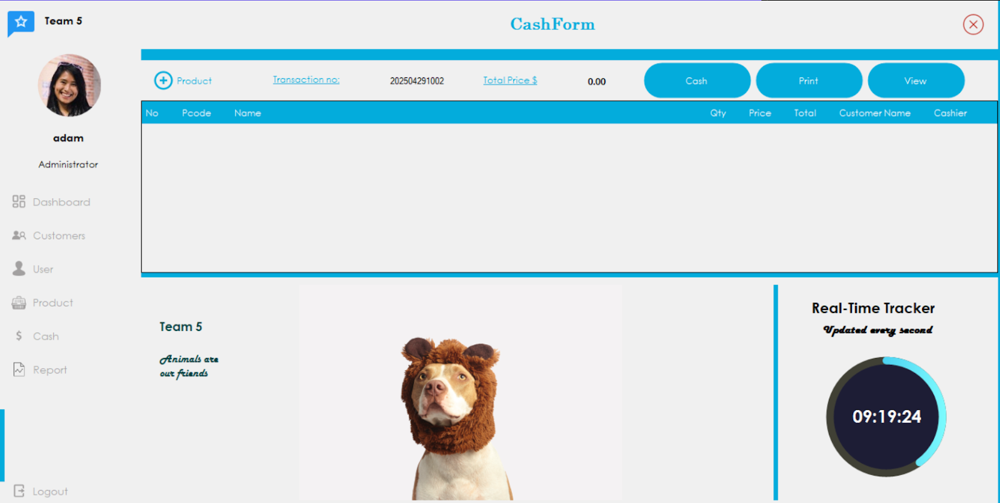 Team 5
CashForm
adam
Administrator
Dashboard
Customers
User
Product
Cash
Report
Logout
Product
Transaction no:
202504291002
Total Price $
0.00
Cash
Print
View
No
Pcode
Name
Qty
Price
Total
Customer Name
Cashier
Team 5
Animals are
our friends
Real-Time Tracker
Updated every second
09:19:24